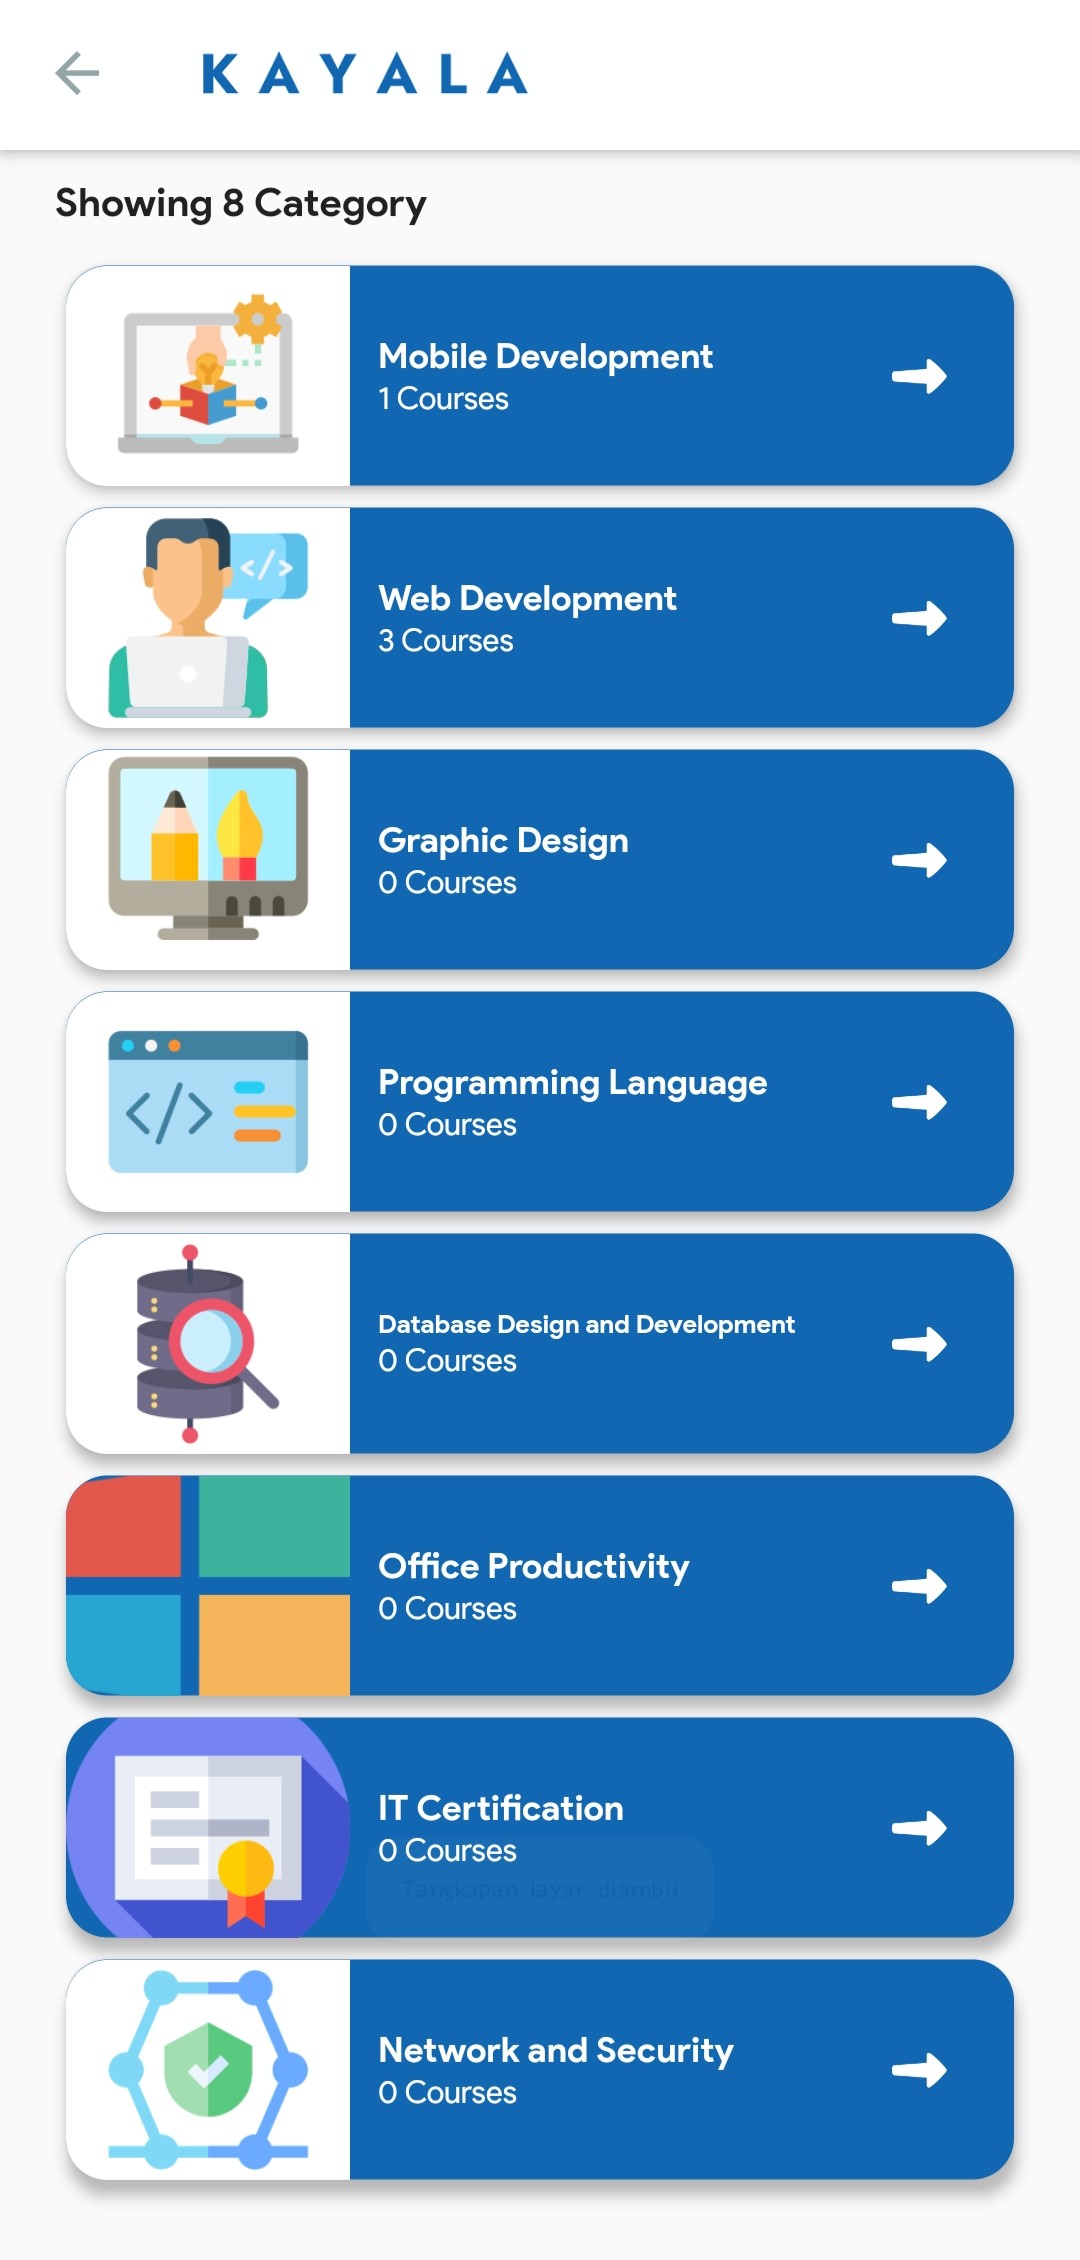 KAYALA
Showing 8 Category
Mobile Development
1 Courses
Web Development
3 Courses
Graphic Design
0 Courses
Programming Language
0 Courses
Database Design and Development
0 Courses
Office Productivity
0 Courses
IT Certification
0 Courses
Tangkapan layar diambil
Network and Security
0 Courses